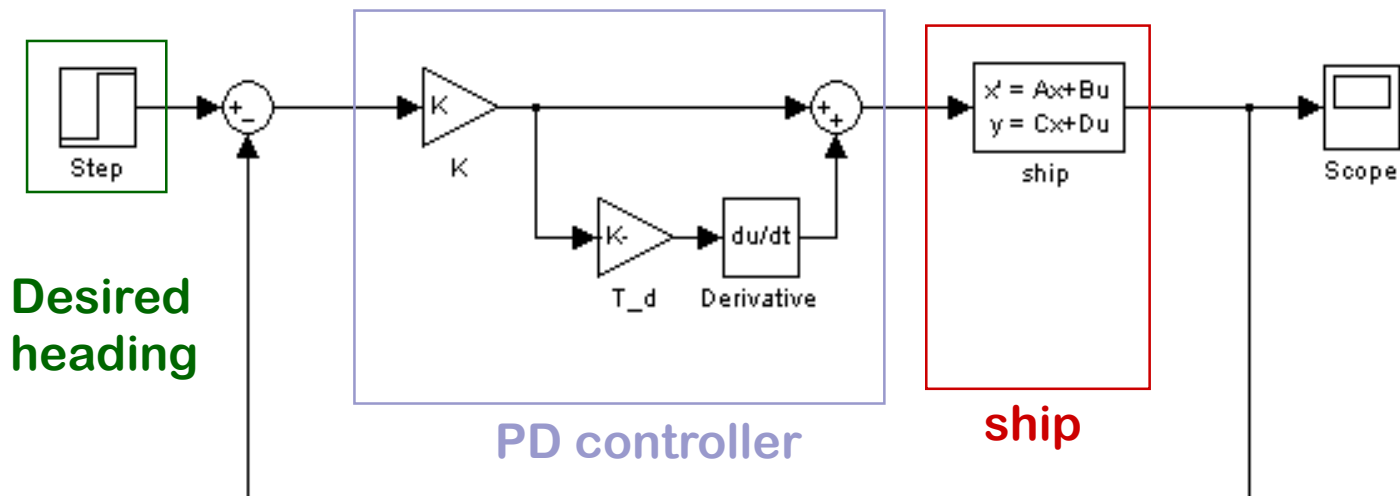 x' = Ax+Bu
y = Cx+Du
+
−
K
+
+
Step
K
ship
Scope
K-
du/dt
T_d
Derivative
Desired
heading
PD controller
ship